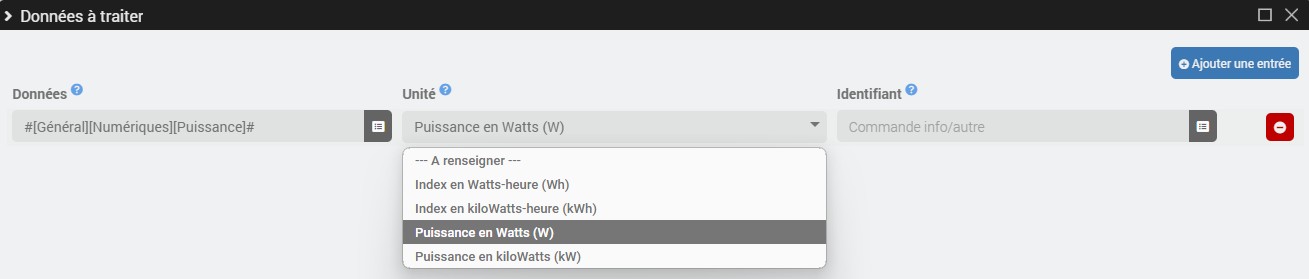 Données à traiter
Ajouter une entrée
Données Unité Identifiant
#[Général][Numériques][Puissance]# Puissance en Watts (W) Commande info/autre
--- A renseigner ---
Index en Watts-heure (Wh)
Index en kiloWatts-heure (kWh)
Puissance en Watts (W)
Puissance en kiloWatts (kW)